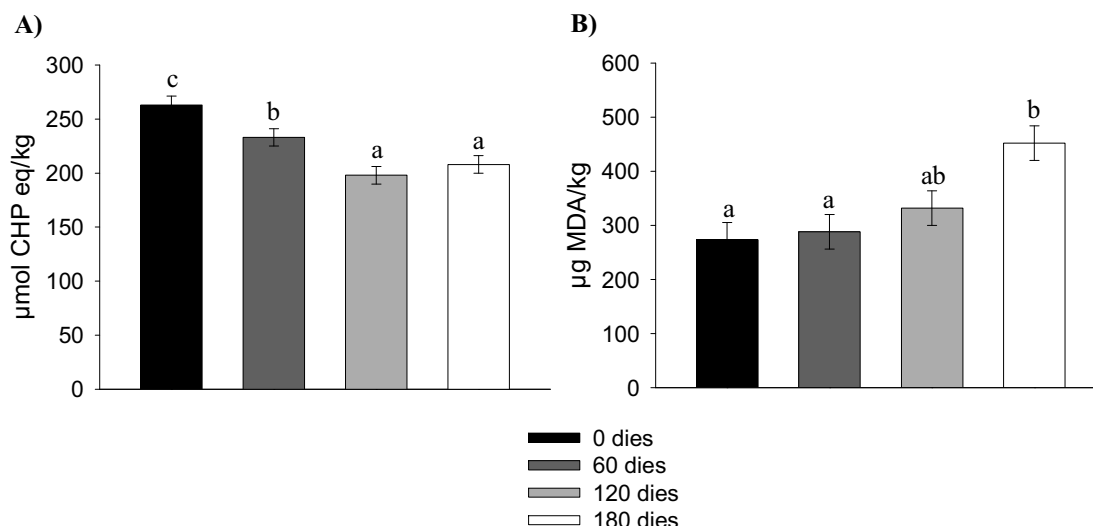 A)
300
250
200
150
100
50
0
µmol CHP eq/kg
c
b
a
a
B)
600
500
400
300
200
100
0
µg MDA/kg
a
a
ab
b
0 dies
60 dies
120 dies
180 dies